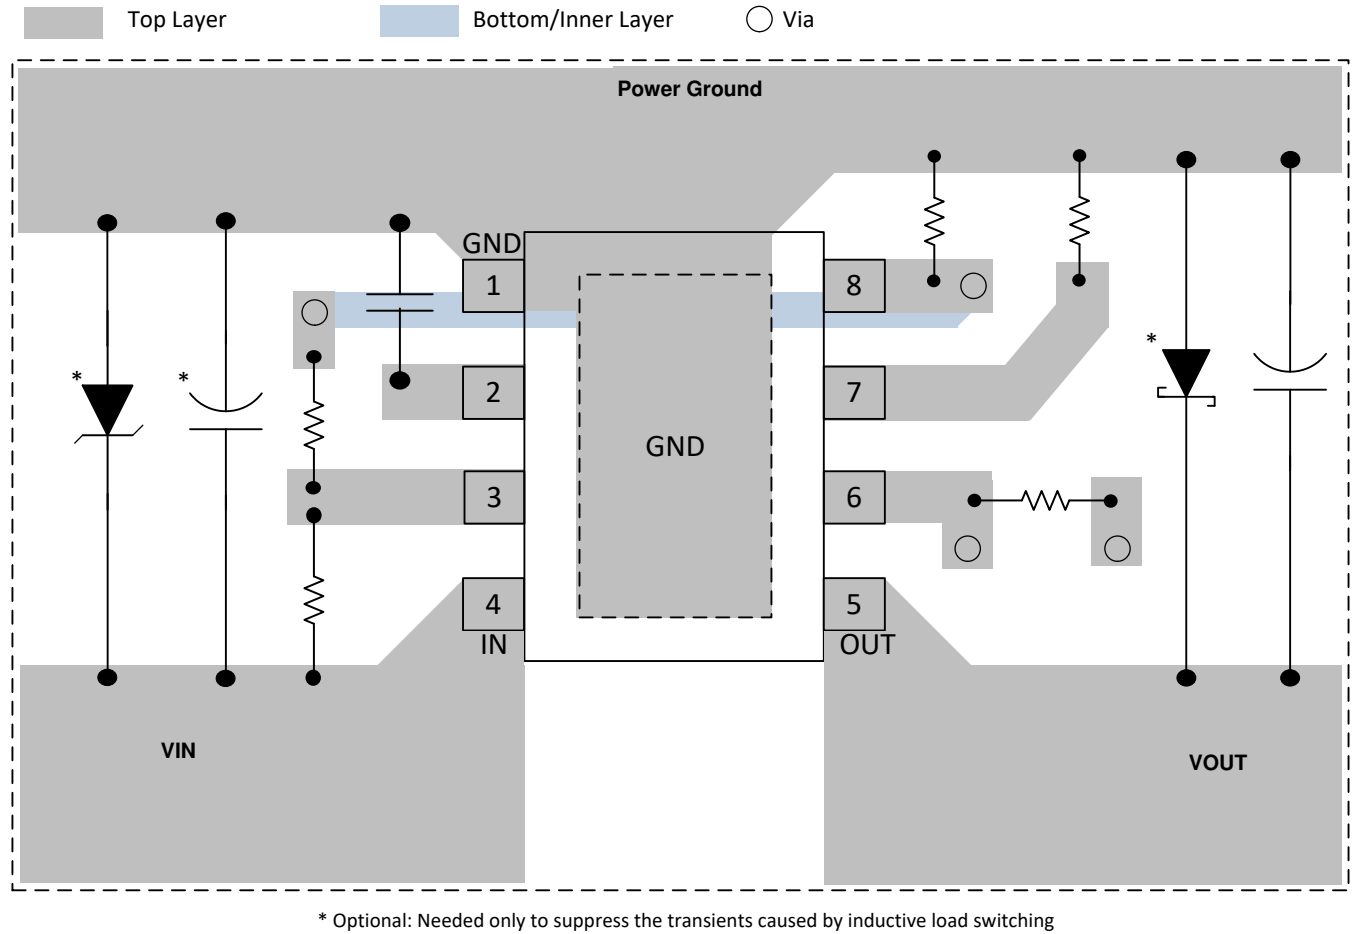 Top Layer
Bottom/Inner Layer
Via
Power Ground
GND
1
8
*
*
*
2
7
GND
3
6
4
5
IN
OUT
VIN
VOUT
* Optional: Needed only to suppress the transients caused by inductive load switching